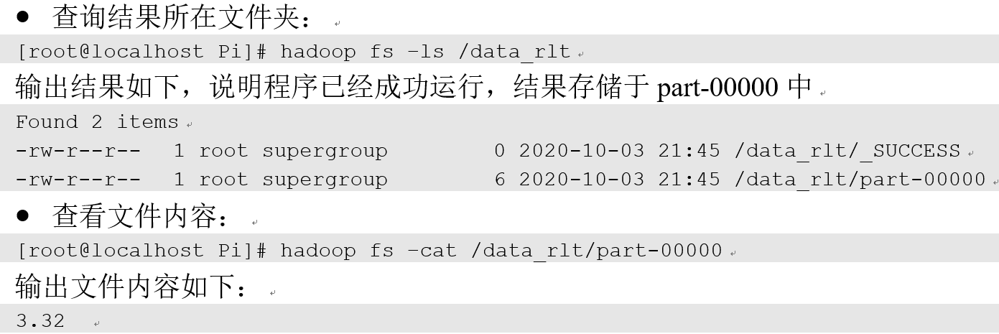 ● 查询结果所在文件夹：
[root@localhost Pi]# hadoop fs –ls /data_rlt
输出结果如下，说明程序已经成功运行，结果存储于 part-00000 中
Found 2 items
-rw-r--r--   1 root supergroup          0 2020-10-03 21:45 /data_rlt/_SUCCESS
-rw-r--r--   1 root supergroup          6 2020-10-03 21:45 /data_rlt/part-00000
● 查看文件内容：
[root@localhost Pi]# hadoop fs –cat /data_rlt/part-00000
输出文件内容如下：
3.32